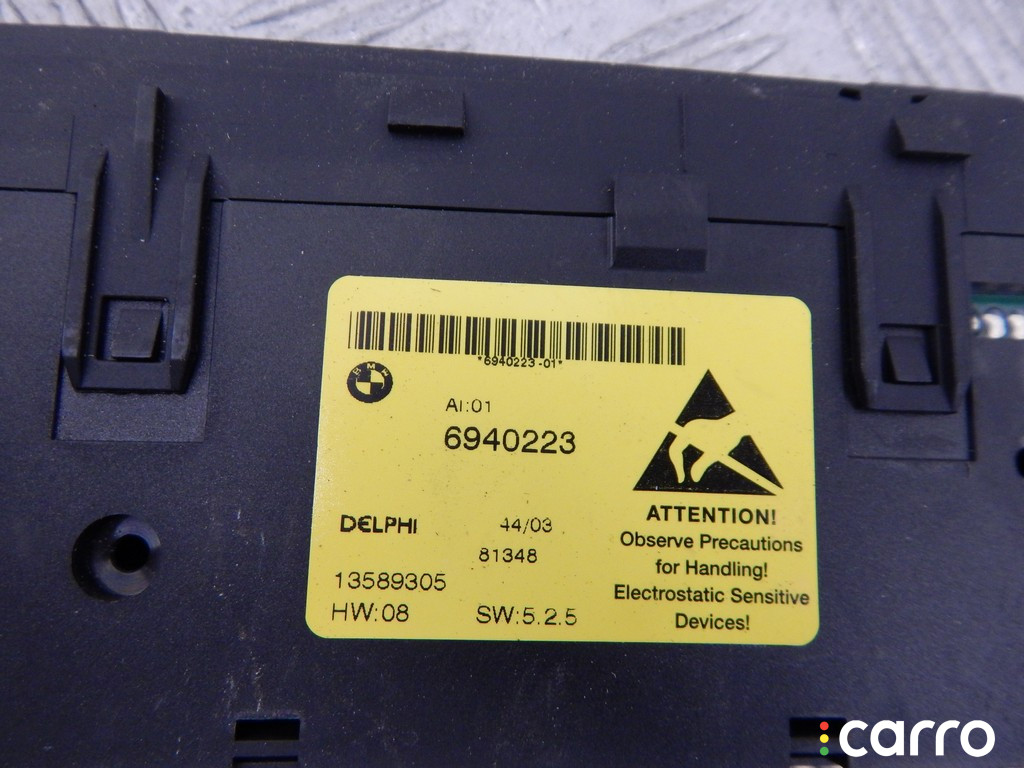 *6940223-01*
BMW
AI:01
6940223
DELPHI 44/03
81348
13589305
HW:08 SW:5.2.5
ATTENTION!
Observe Precautions
for Handling!
Electrostatic Sensitive
Devices!
carro